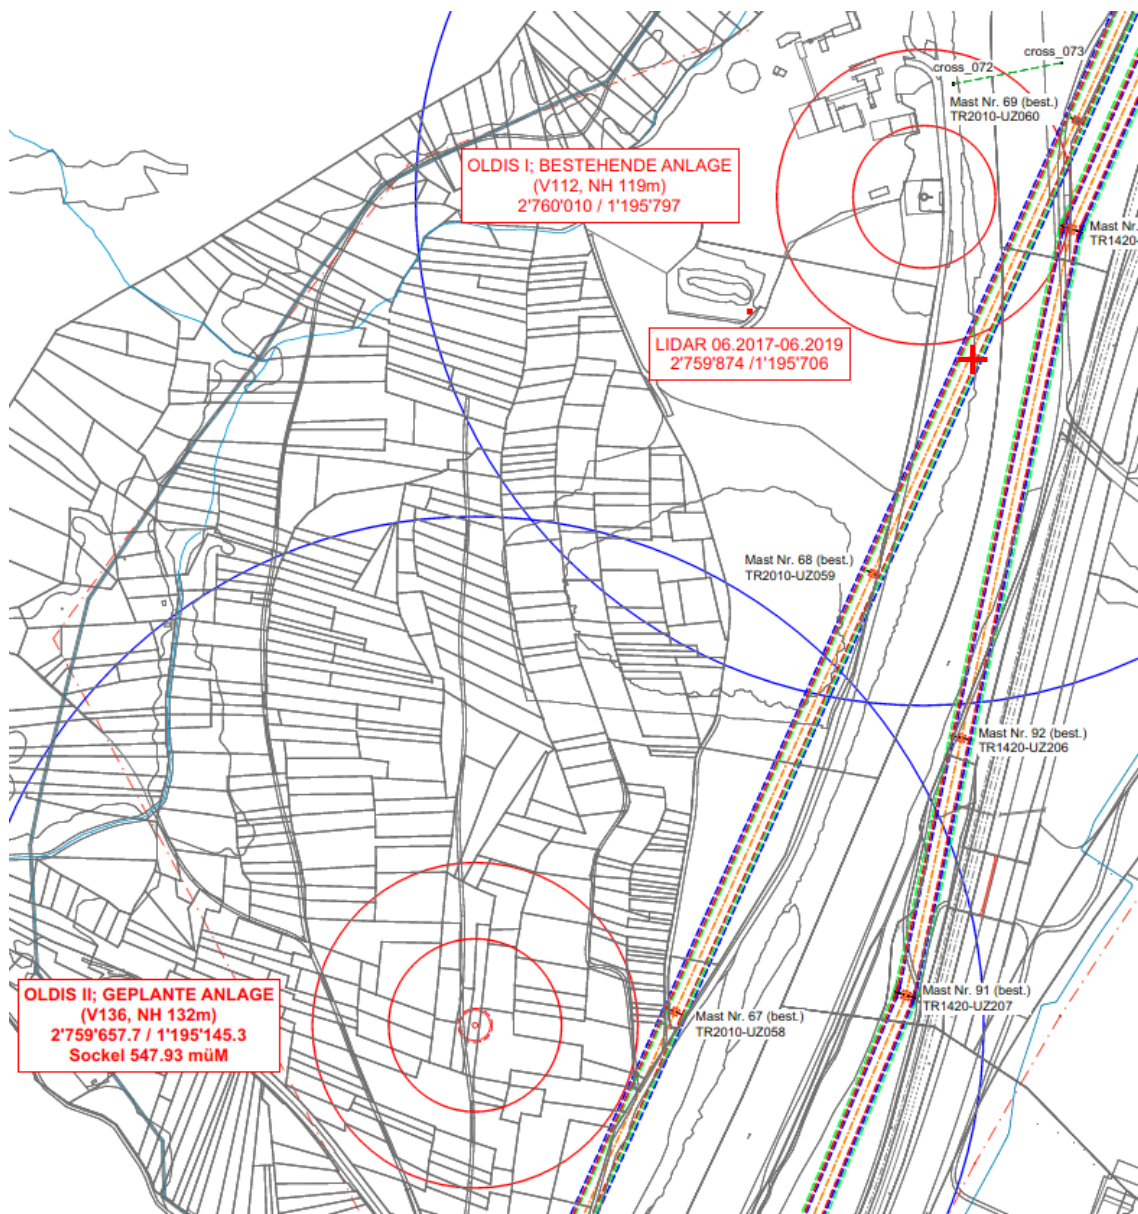 cross_073
cross_072
Mast Nr. 69 (best.)
TR2010-UZ060
OLDIS I; BESTEHENDE ANLAGE
(V112, NH 119m)
2'760'010 / 1'195'797
Mast Nr.
TR1420-
LIDAR 06.2017-06.2019
2'759'874 /1'195'706
Mast Nr. 68 (best.)
TR2010-UZ059
Mast Nr. 92 (best.)
TR1420-UZ206
OLDIS II; GEPLANTE ANLAGE
(V136, NH 132m)
2'759'657.7 / 1'195'145.3
Sockel 547.93 müM
Mast Nr. 91 (best.)
TR1420-UZ207
Mast Nr. 67 (best.)
TR2010-UZ058